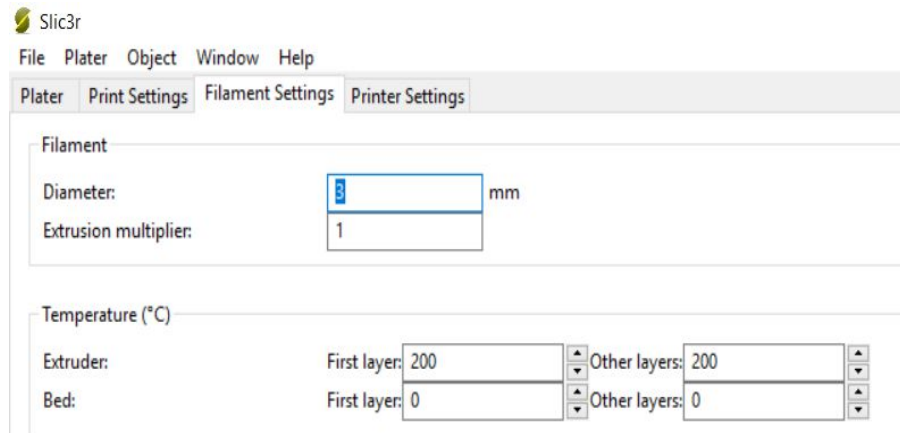 Slic3r
File Plater Object Window Help
Plater Print Settings Filament Settings Printer Settings
Filament
Diameter: 3 mm
Extrusion multiplier: 1
Temperature (°C)
Extruder: First layer: 200 Other layers: 200
Bed: First layer: 0 Other layers: 0